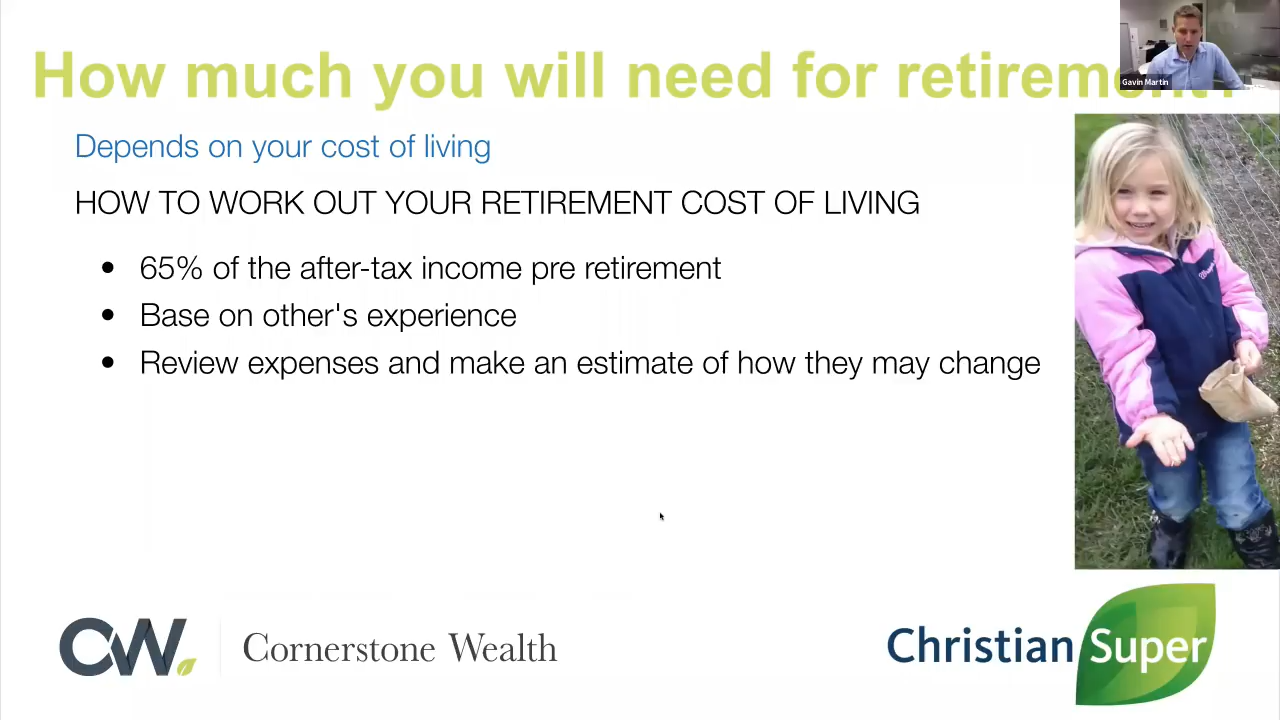 How much you will need for retirement?
Gavin Martin
Depends on your cost of living
HOW TO WORK OUT YOUR RETIREMENT COST OF LIVING
• 65% of the after-tax income pre retirement
• Base on other's experience
• Review expenses and make an estimate of how they may change
CW.
Cornerstone Wealth
Christian Super